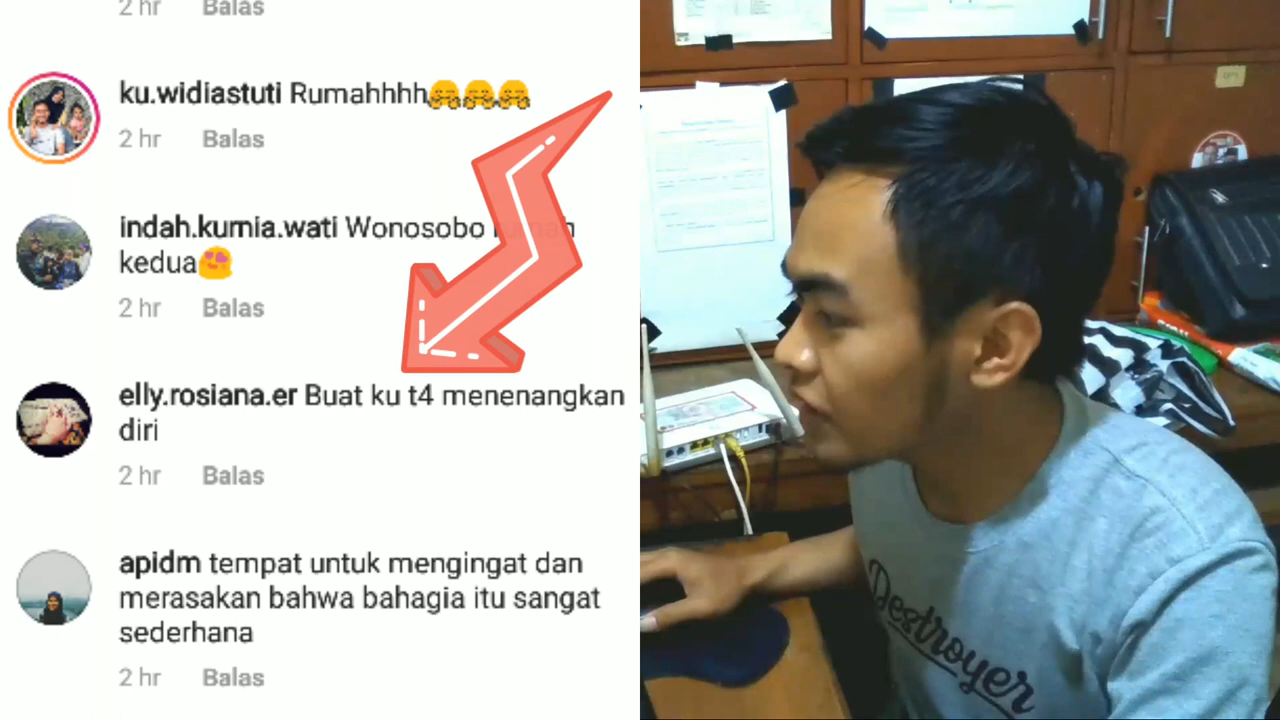 2 hr Balas
ku.widiastuti Rumahhhh🤗🤗🤗
2 hr Balas
indah.kurnia.wati Wonosobo rumah
kedua😍
2 hr Balas
elly.rosiana.er Buat ku t4 menenangkan
diri
2 hr Balas
apidm tempat untuk mengingat dan
merasakan bahwa bahagia itu sangat
sederhana
2 hr Balas
Destroyer